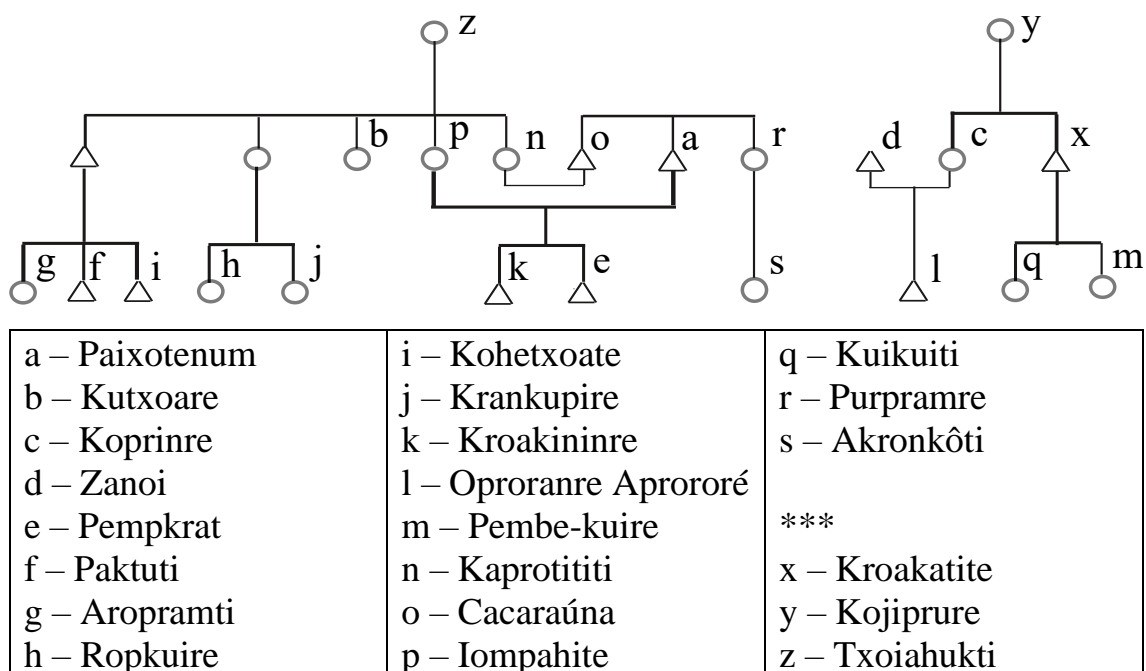 z
y
b
p
n
o
a
r
d
c
x
g
f
i
h
j
k
e
s
l
q
m
a – Paixotenum
b – Kutxoare
c – Koprinre
d – Zanoi
e – Pempkrat
f – Paktuti
g – Aropramti
h – Ropkuire
i – Kohetxoate
j – Krankupire
k – Kroakininre
l – Oproranre Aprororé
m – Pembe-kuire
n – Kaprotititi
o – Cacaraúna
p – Iompahite
q – Kuikuiti
r – Purpramre
s – Akronkôti
***
x – Kroakatite
y – Kojiprure
z – Txoiahukti